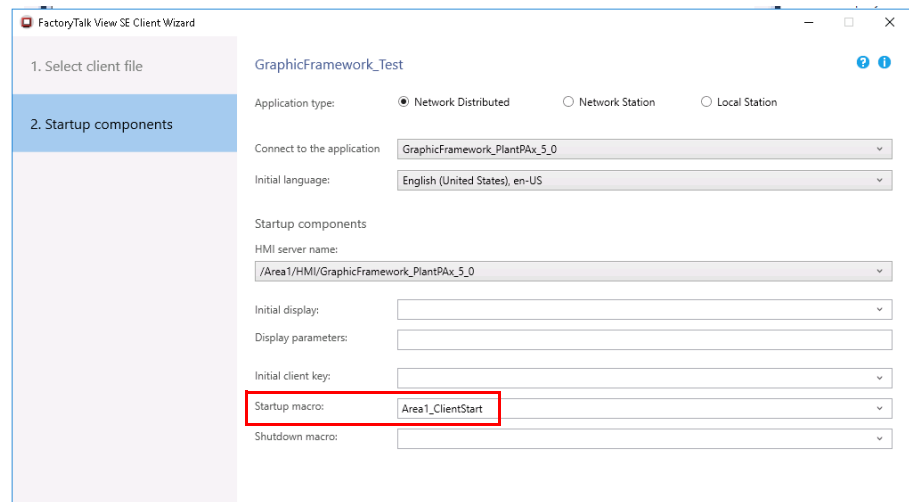 FactoryTalk View SE Client Wizard
1. Select client file
2. Startup components
GraphicFramework_Test
Application type:
Network Distributed
Network Station
Local Station
Connect to the application
GraphicFramework_PlantPAx_5_0
Initial language:
English (United States), en-US
Startup components
HMI server name:
/Area1/HMI/GraphicFramework_PlantPAx_5_0
Initial display:
Display parameters:
Initial client key:
Startup macro:
Area1_ClientStart
Shutdown macro: